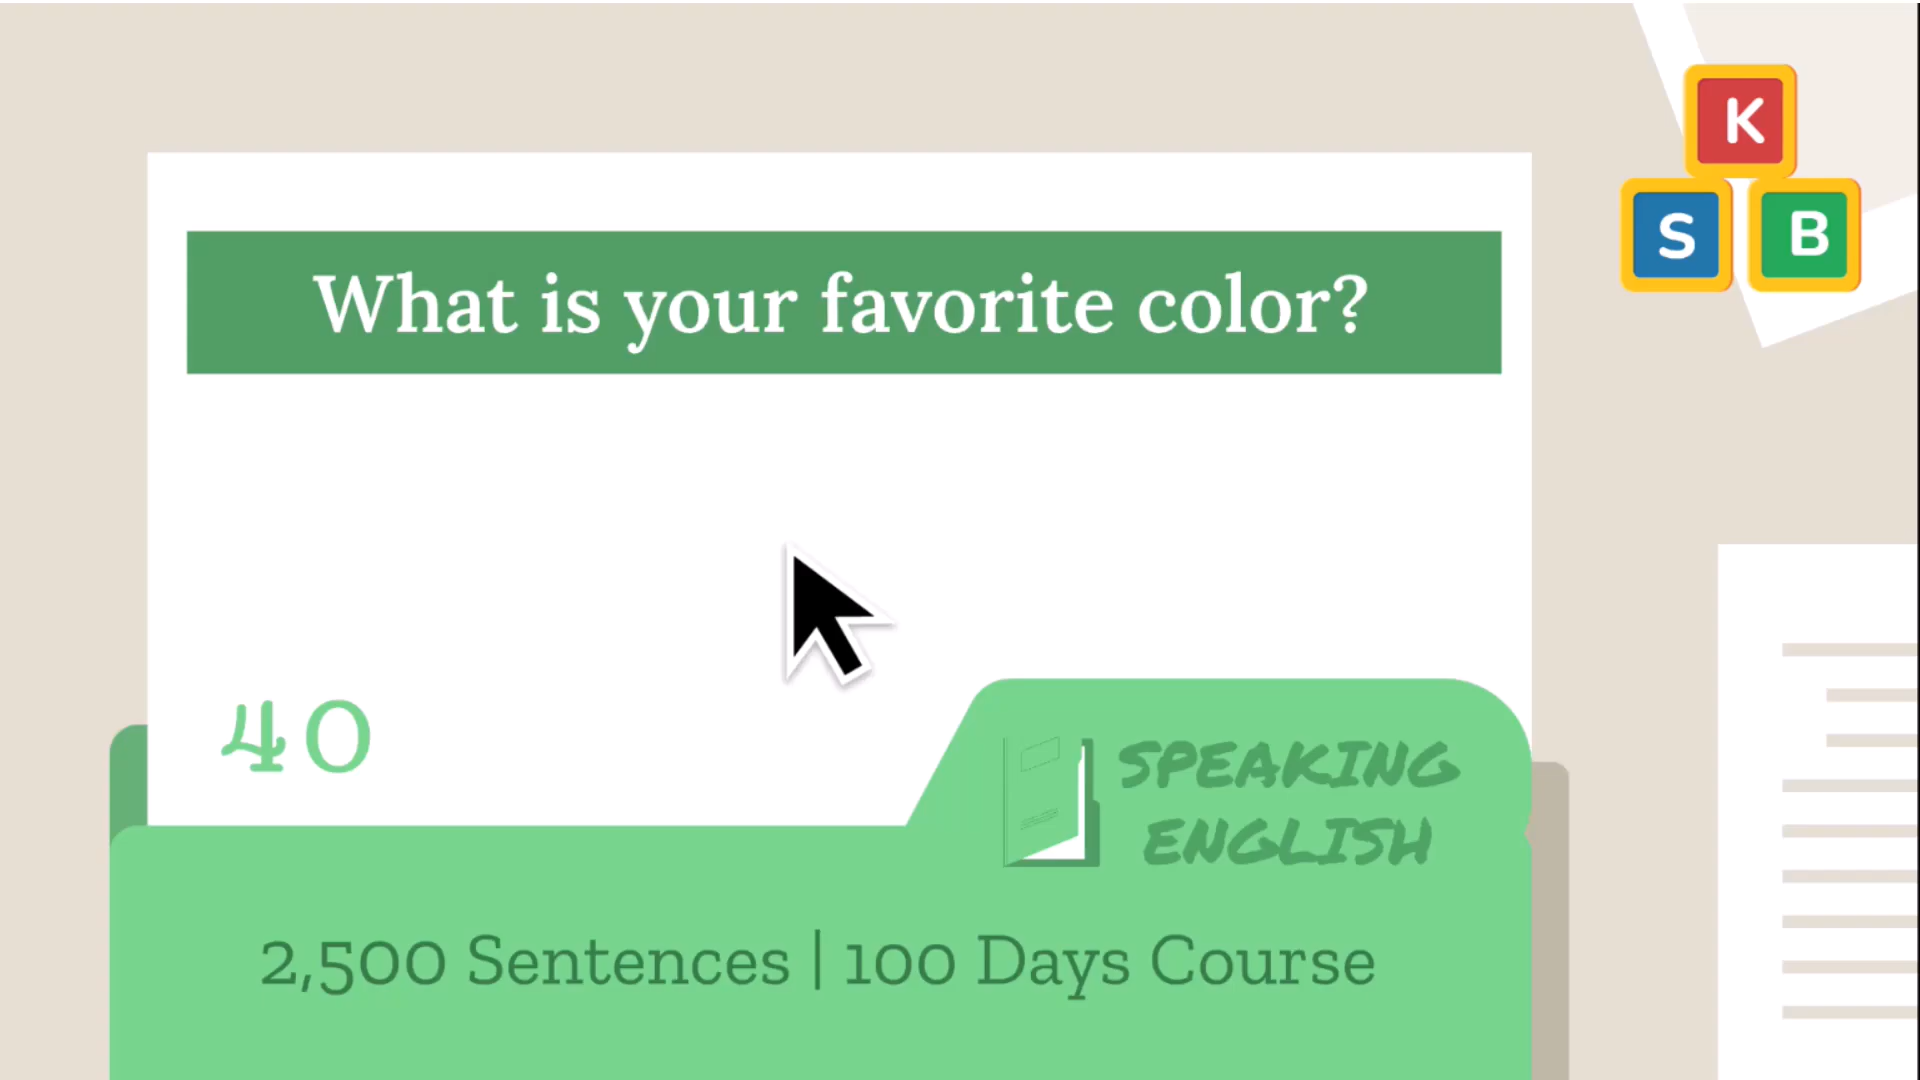 K
S B
What is your favorite color?
40
SPEAKING
ENGLISH
2,500 Sentences | 100 Days Course